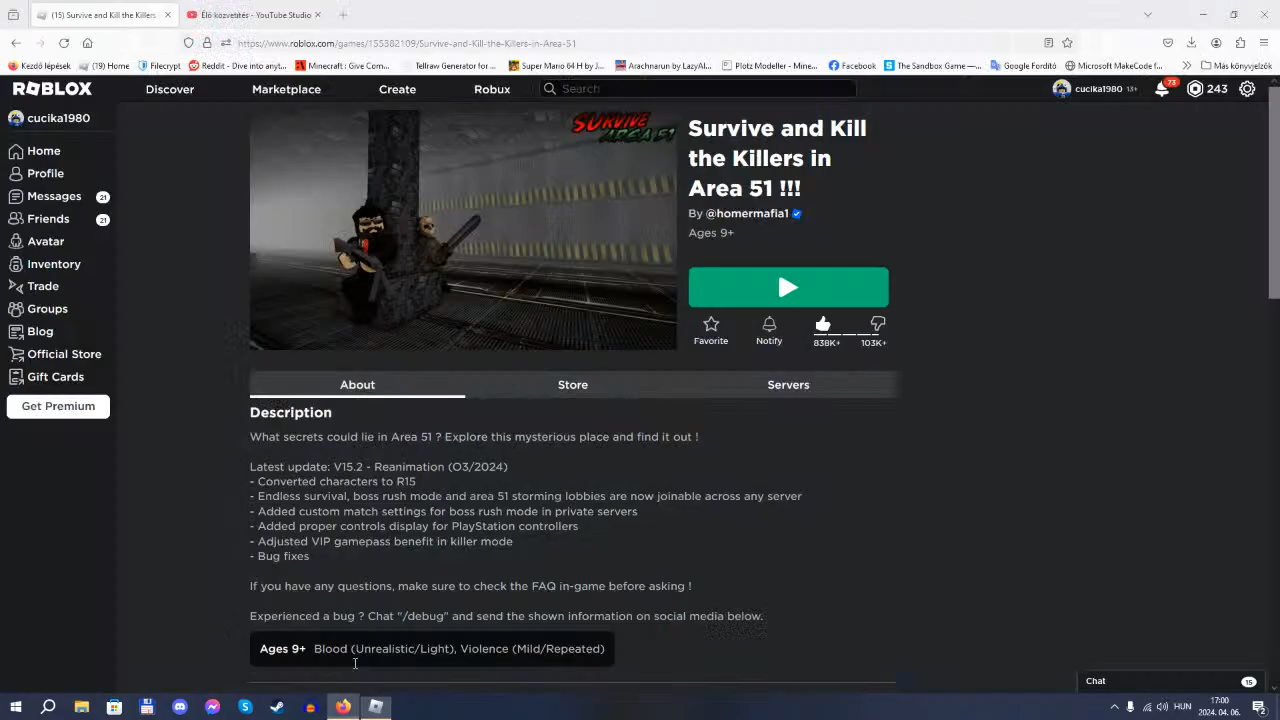 (15) Survive and Kill the Killers
Élő közvetítés - YouTube Studio
https://www.roblox.com/games/155382109/Survive-and-Kill-the-Killers-in-Area-51
Kezdő lépések
(19) Home
Filecrypt
Reddit - Dive into anyt...
Minecraft : Give Com...
Tellraw Generator for ...
Super Mario 64 H by J...
Arachnarun by LazyAl...
Plotz Modeller - Mine...
Facebook
The Sandbox Game —...
Google Fordító
Microsoft MakeCode f...
Más könyvjelzők
ROBLOX
Discover
Marketplace
Create
Robux
Search
cucika1980 13+
73
243
cucika1980
Home
Profile
Messages 21
Friends 21
Avatar
Inventory
Trade
Groups
Blog
Official Store
Gift Cards
Get Premium
SURVIVE
AREA 51
Survive and Kill
the Killers in
Area 51 !!!
By @homermafia1
Ages 9+
Favorite
Notify
838K+
103K+
About
Store
Servers
Description
What secrets could lie in Area 51 ? Explore this mysterious place and find it out !
Latest update: V15.2 - Reanimation (03/2024)
- Converted characters to R15
- Endless survival, boss rush mode and area 51 storming lobbies are now joinable across any server
- Added custom match settings for boss rush mode in private servers
- Added proper controls display for PlayStation controllers
- Adjusted VIP gamepass benefit in killer mode
- Bug fixes
If you have any questions, make sure to check the FAQ in-game before asking !
Experienced a bug ? Chat "/debug" and send the shown information on social media below.
Ages 9+ Blood (Unrealistic/Light), Violence (Mild/Repeated)
Chat
15
HUN
17:00
2024. 04. 06.
2